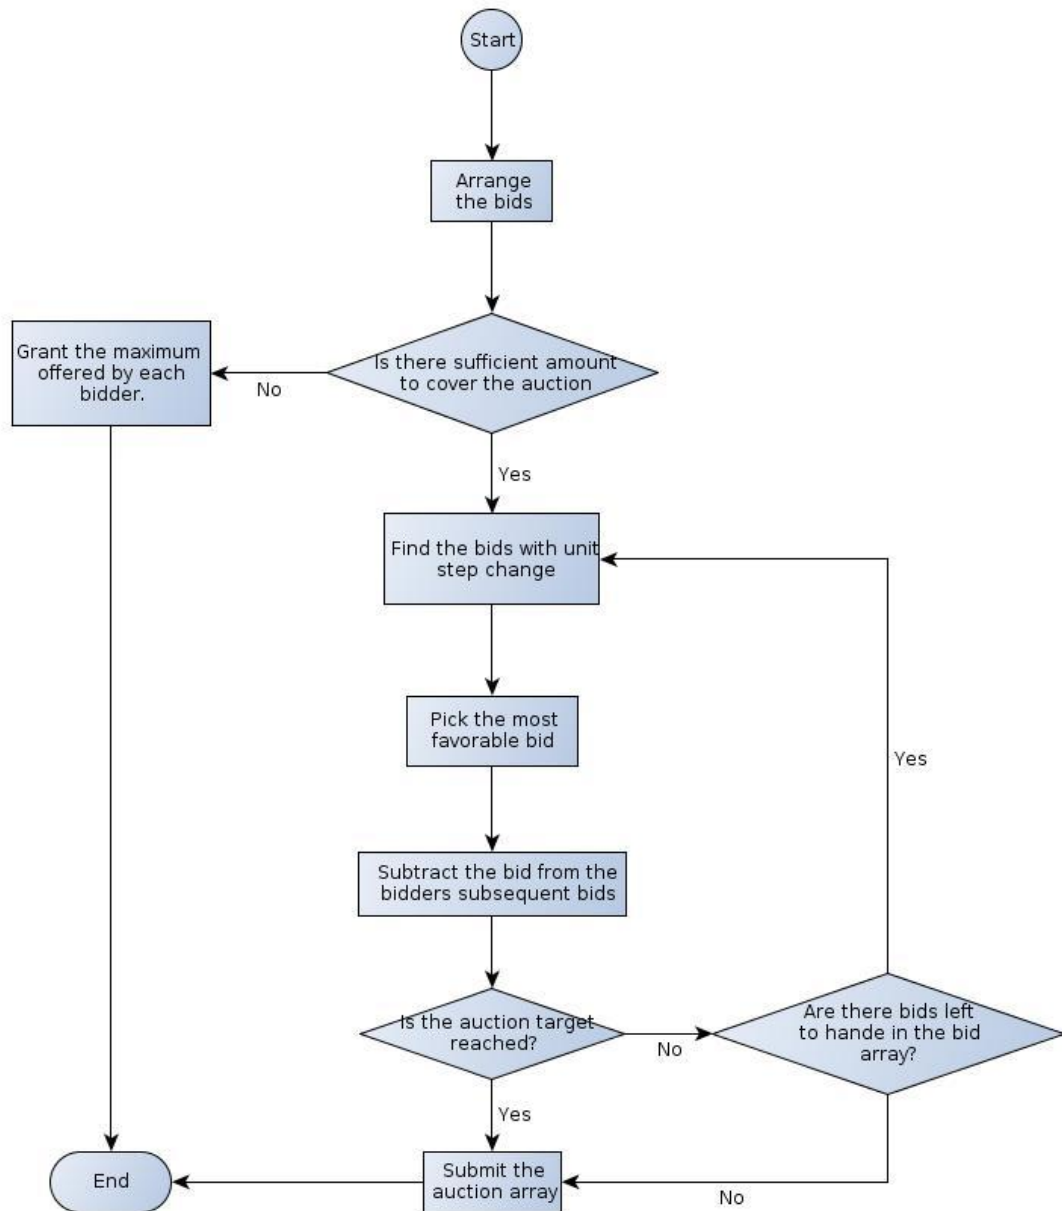 Start
Arrange
the bids
Is there sufficient amount
to cover the auction
No
Grant the maximum
offered by each
bidder.
Yes
Find the bids with unit
step change
Pick the most
favorable bid
Yes
Subtract the bid from the
bidders subsequent bids
Is the auction target
reached?
No
Are there bids left
to hande in the bid
array?
Yes
Submit the
auction array
No
End